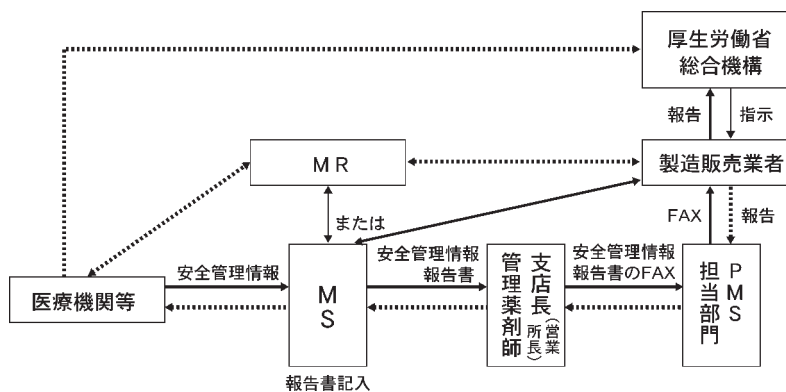 厚生労働省
総合機構
報告
指示
MR
製造販売業者
または
FAX
報告
安全管理情報
安全管理情報
報告書
安全管理情報
報告書のFAX
医療機関等
MS
支店長(営業所長)
管理薬剤師
PMS
担当部門
報告書記入